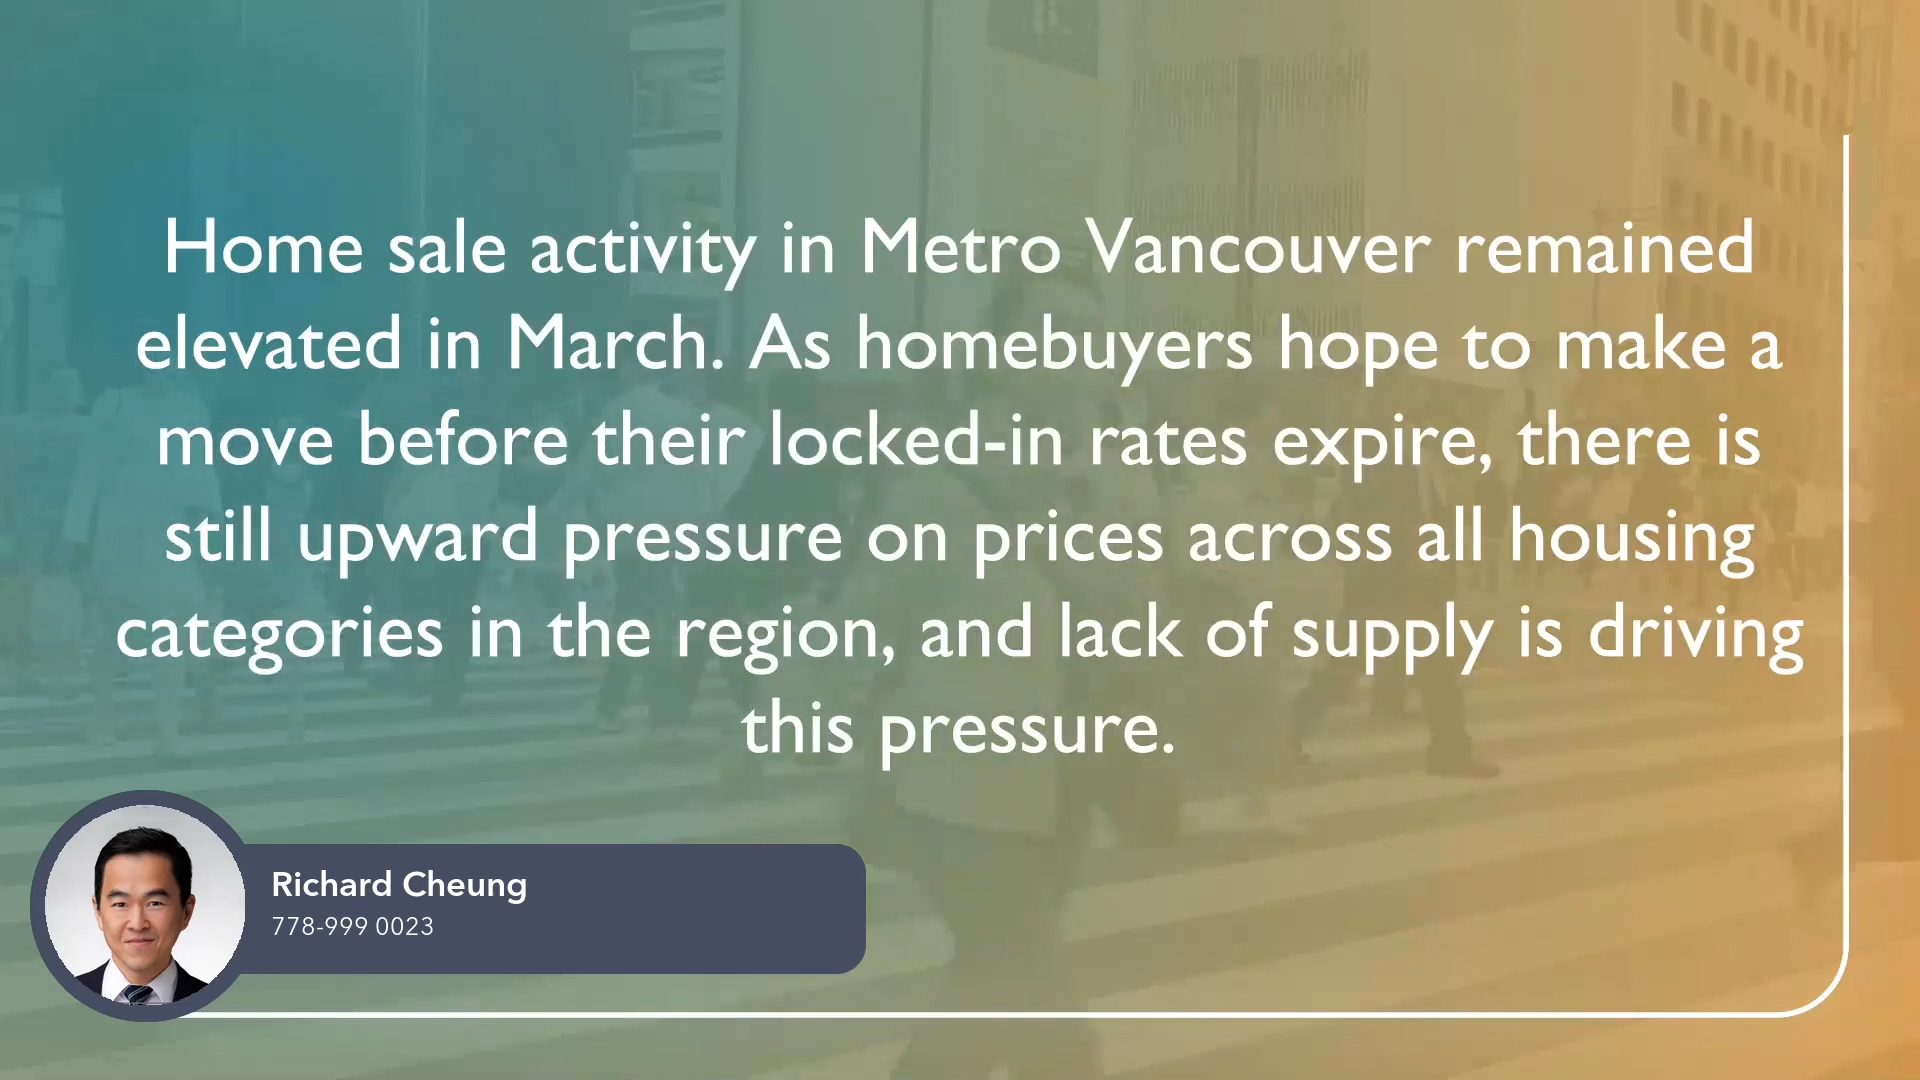 Home sale activity in Metro Vancouver remained
elevated in March. As homebuyers hope to make a
move before their locked-in rates expire, there is
still upward pressure on prices across all housing
categories in the region, and lack of supply is driving
this pressure.
Richard Cheung
778-999 0023